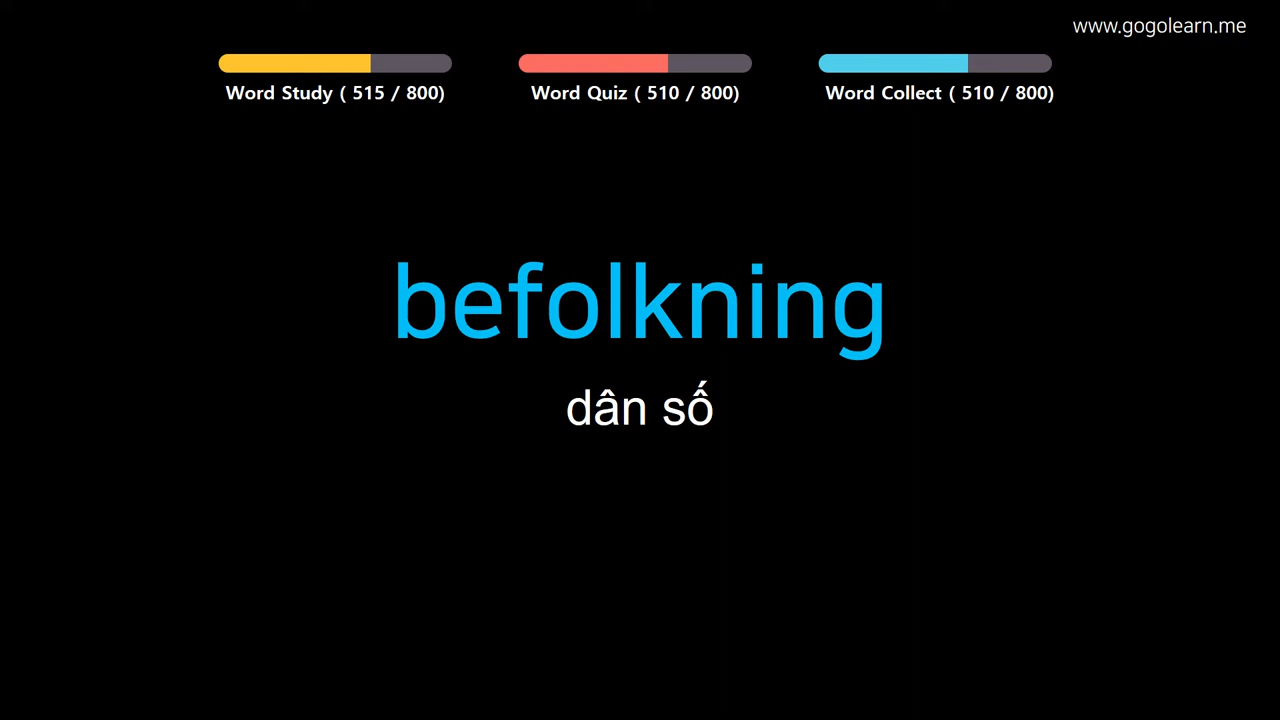 www.gogolearn.me
Word Study ( 515 / 800)
Word Quiz ( 510 / 800)
Word Collect ( 510 / 800)
befolkning
dân số